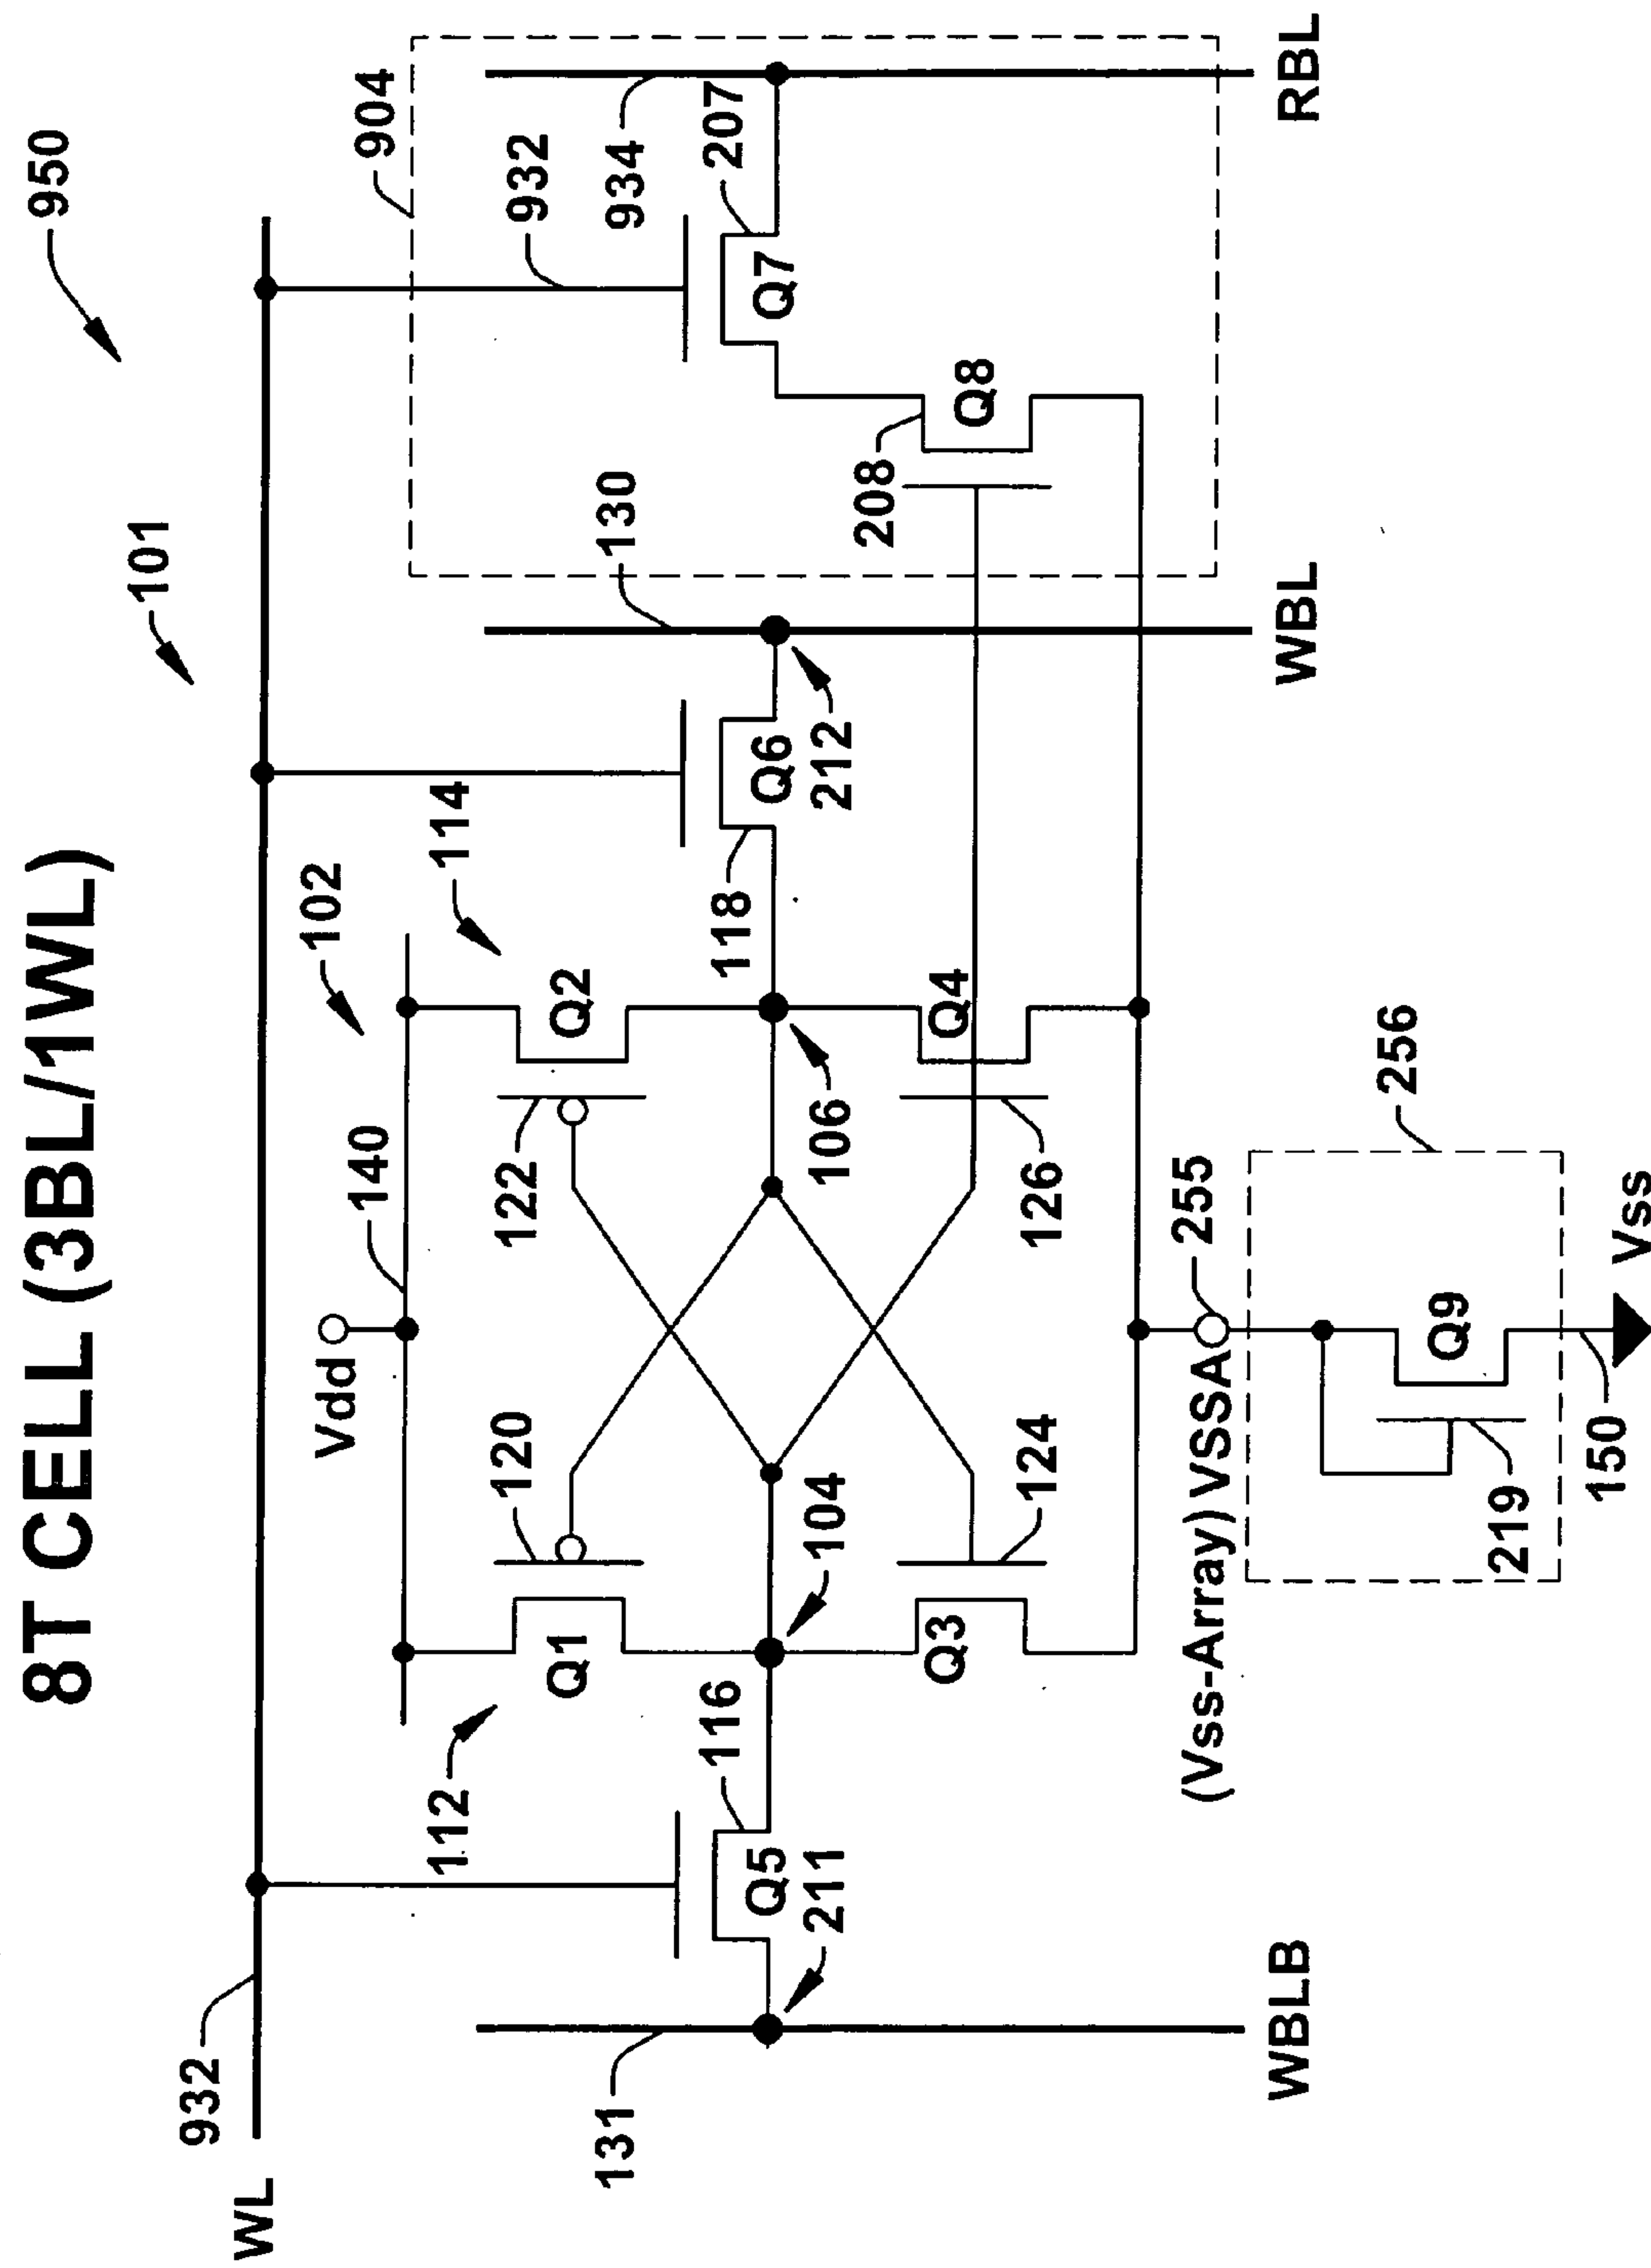 8T CELL (3BL/1WL)
950
101
WL
932
904
Vdd
140
102
114
932
934
207
130
112
120
122
Q1
Q2
116
118
Q5
Q6
Q7
211
104
106
212
131
208
Q8
Q3
Q4
124
126
WBLB
WBL
RBL
(Vss-Array) VSSA
255
256
219
Q9
150
Vss